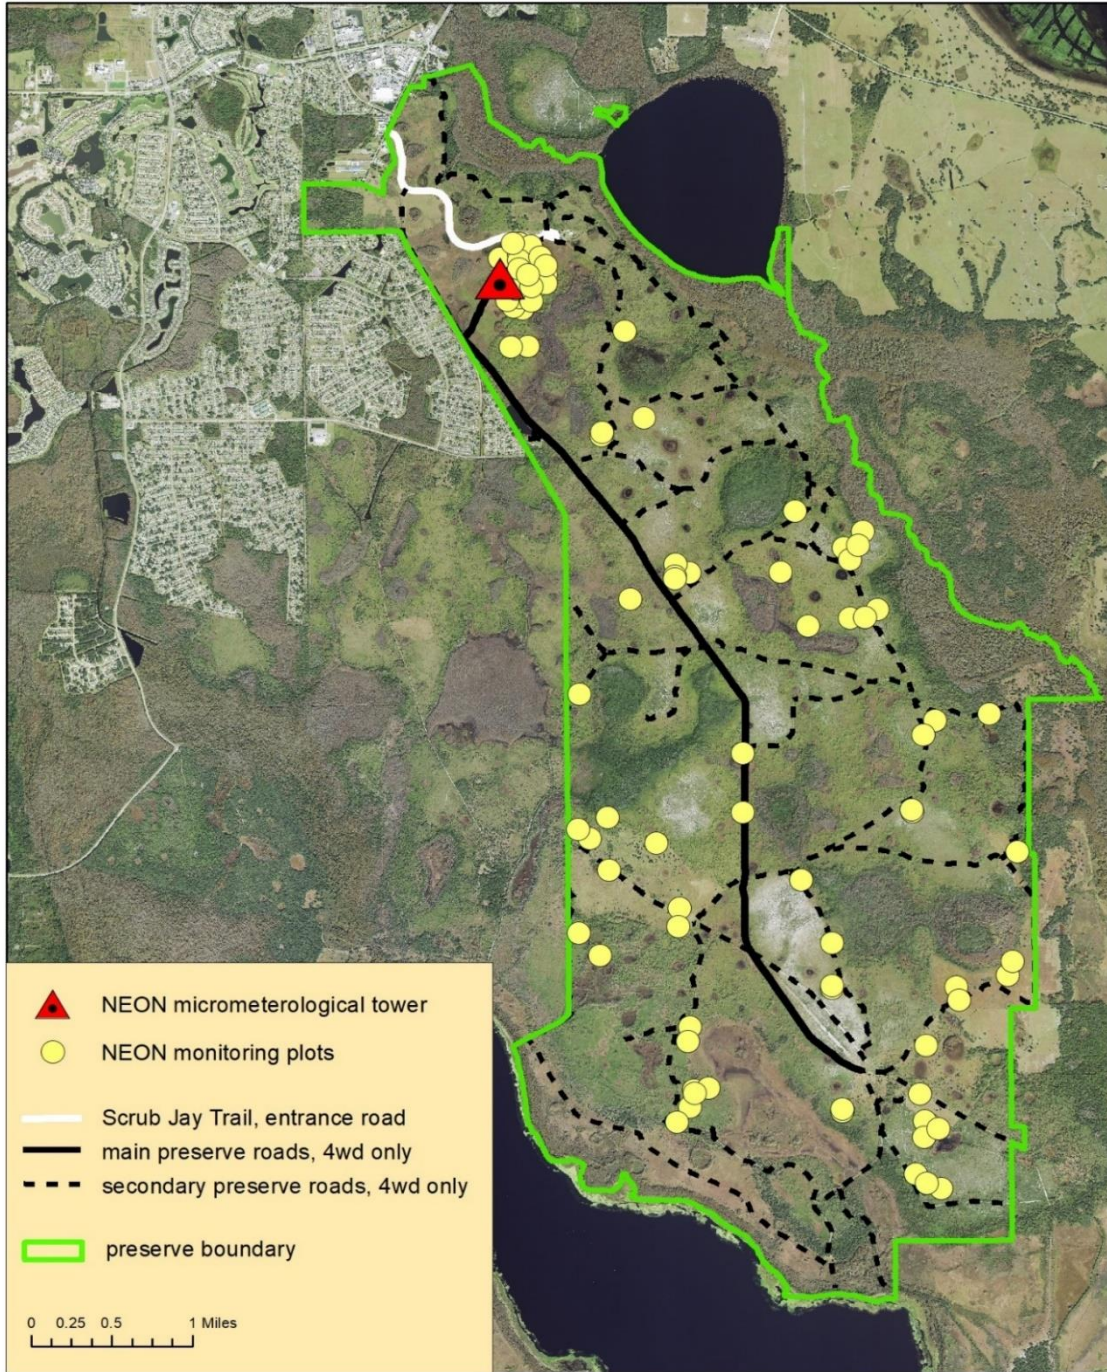 NEON micrometerological tower
NEON monitoring plots
Scrub Jay Trail, entrance road
main preserve roads, 4wd only
secondary preserve roads, 4wd only
preserve boundary
0 0.25 0.5 1 Miles